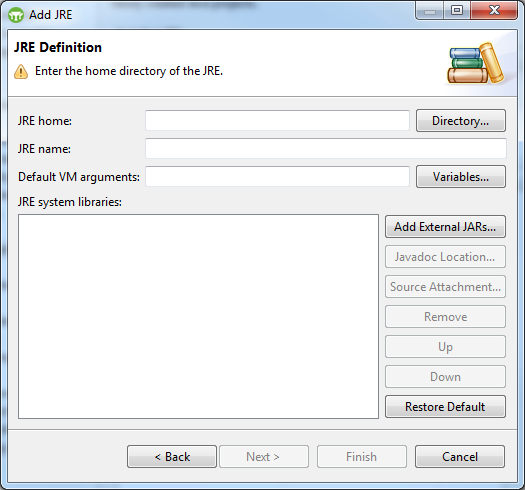 Add JRE
JRE Definition
Enter the home directory of the JRE.
JRE home:
Directory...
JRE name:
Default VM arguments:
Variables...
JRE system libraries:
Add External JARs...
Javadoc Location...
Source Attachment...
Remove
Up
Down
Restore Default
< Back
Next >
Finish
Cancel